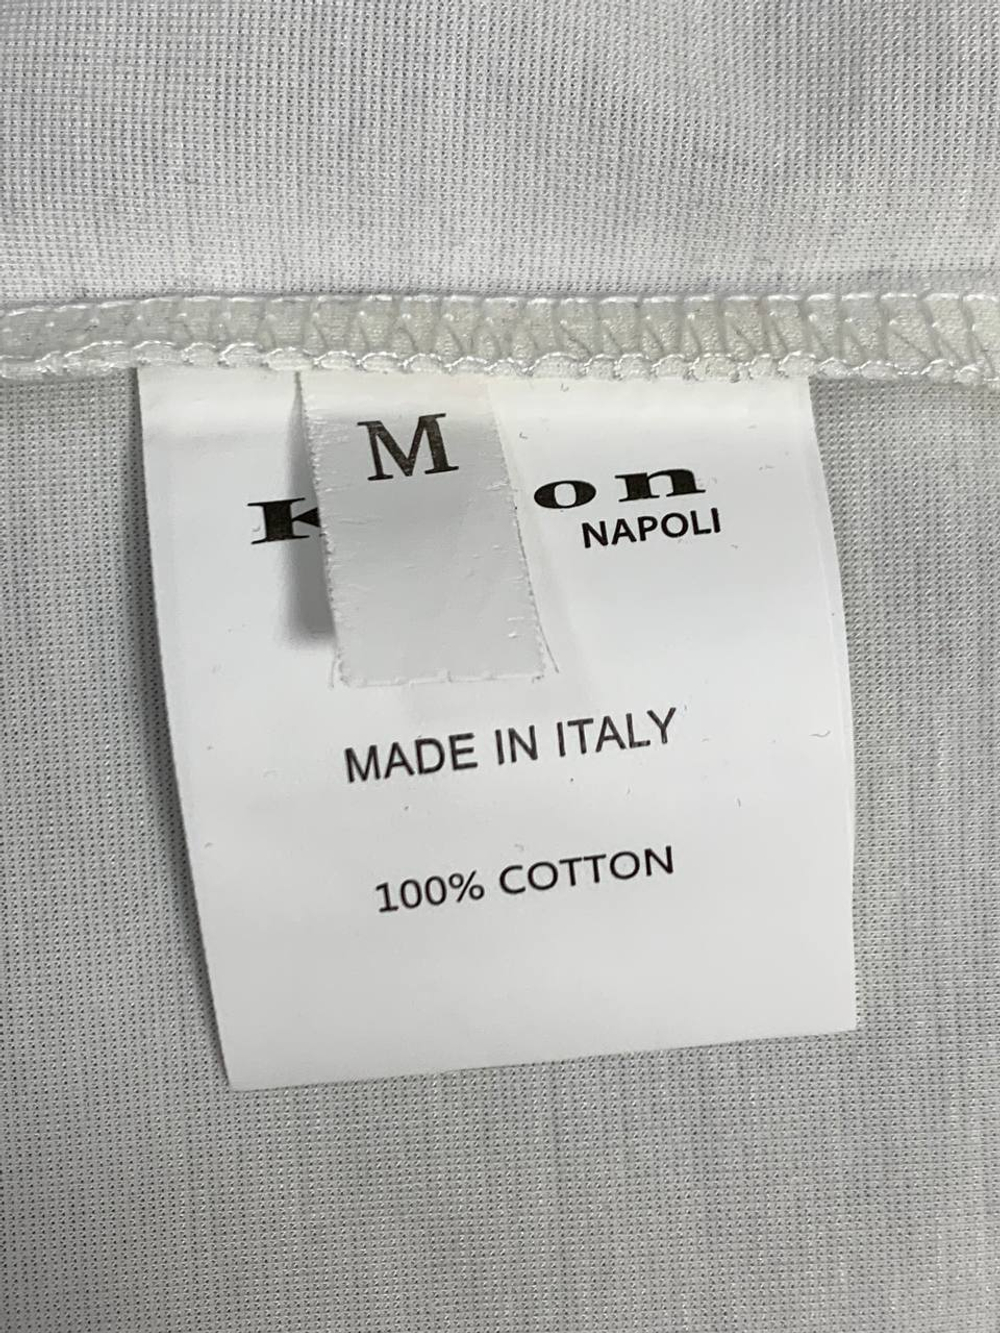 M
K on
NAPOLI
MADE IN ITALY
100% COTTON